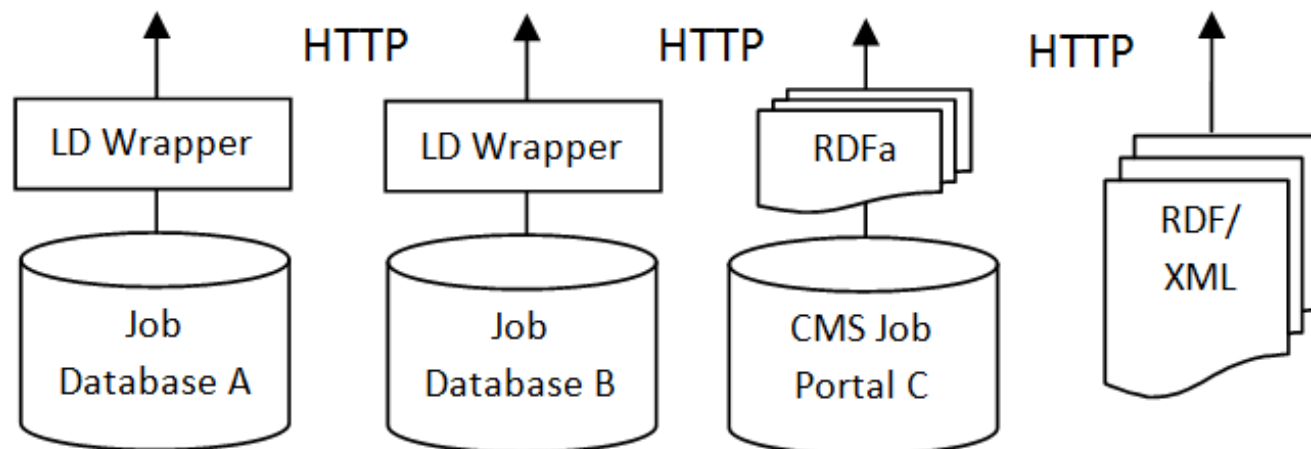 HTTP
HTTP
HTTP
LD Wrapper
LD Wrapper
RDFa
RDF/
XML
Job
Database A
Job
Database B
CMS Job
Portal C